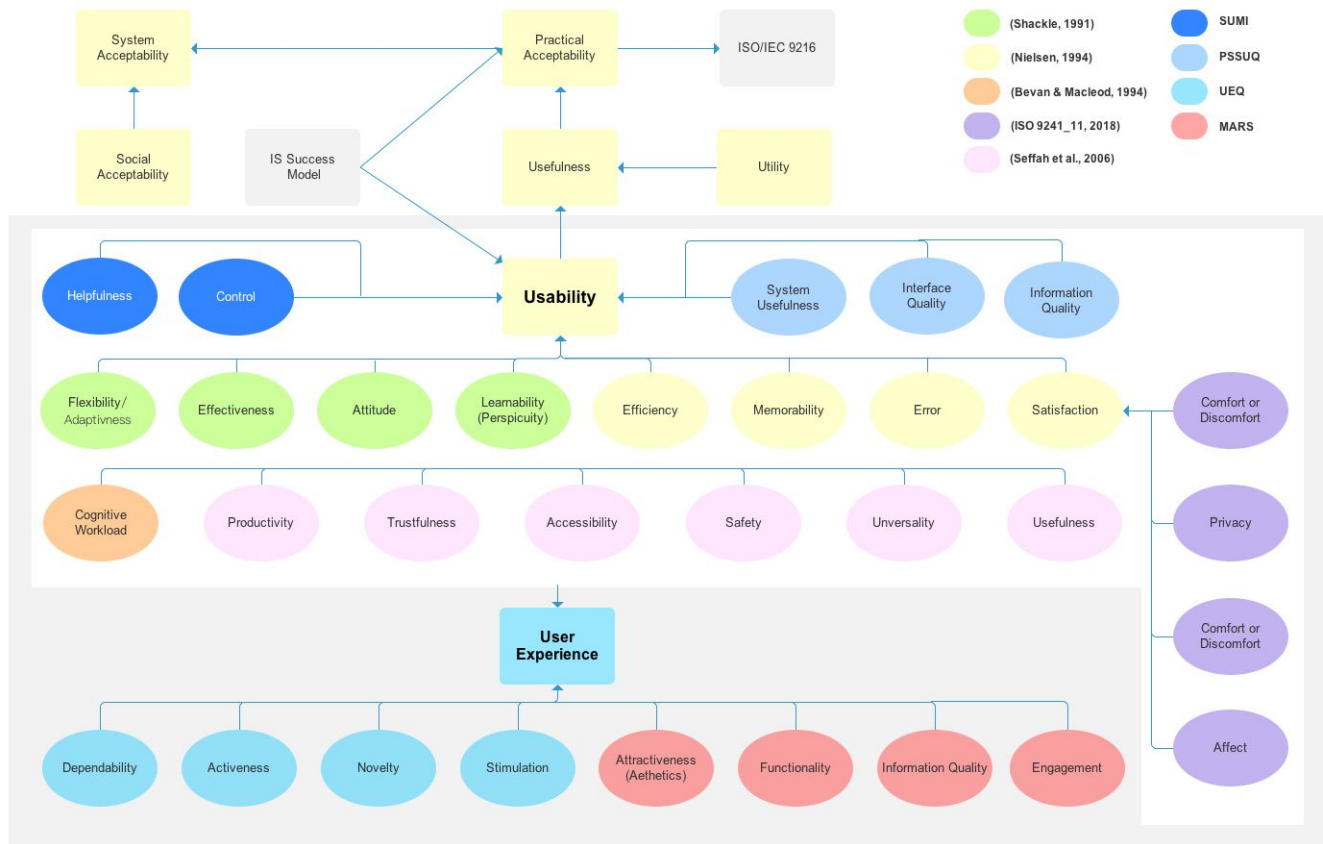 System
Acceptability
Practical
Acceptability
ISO/IEC 9216
(Shackle, 1991)
SUMI
(Nielsen, 1994)
PSSUQ
(Bevan & Macleod, 1994)
UEQ
(ISO 9241_11, 2018)
MARS
(Seffah et al., 2006)
Social
Acceptability
IS Success
Model
Usefulness
Utility
Helpfulness
Control
Usability
System
Usefulness
Interface
Quality
Information
Quality
Flexibility/
Adaptivness
Effectiveness
Attitude
Learnability
(Perspicuity)
Efficiency
Memorability
Error
Satisfaction
Comfort or
Discomfort
Cognitive
Workload
Productivity
Trustfulness
Accessibility
Safety
Unversality
Usefulness
Privacy
User
Experience
Comfort or
Discomfort
Dependability
Activeness
Novelty
Stimulation
Attractiveness
(Aethetics)
Functionality
Information Quality
Engagement
Affect